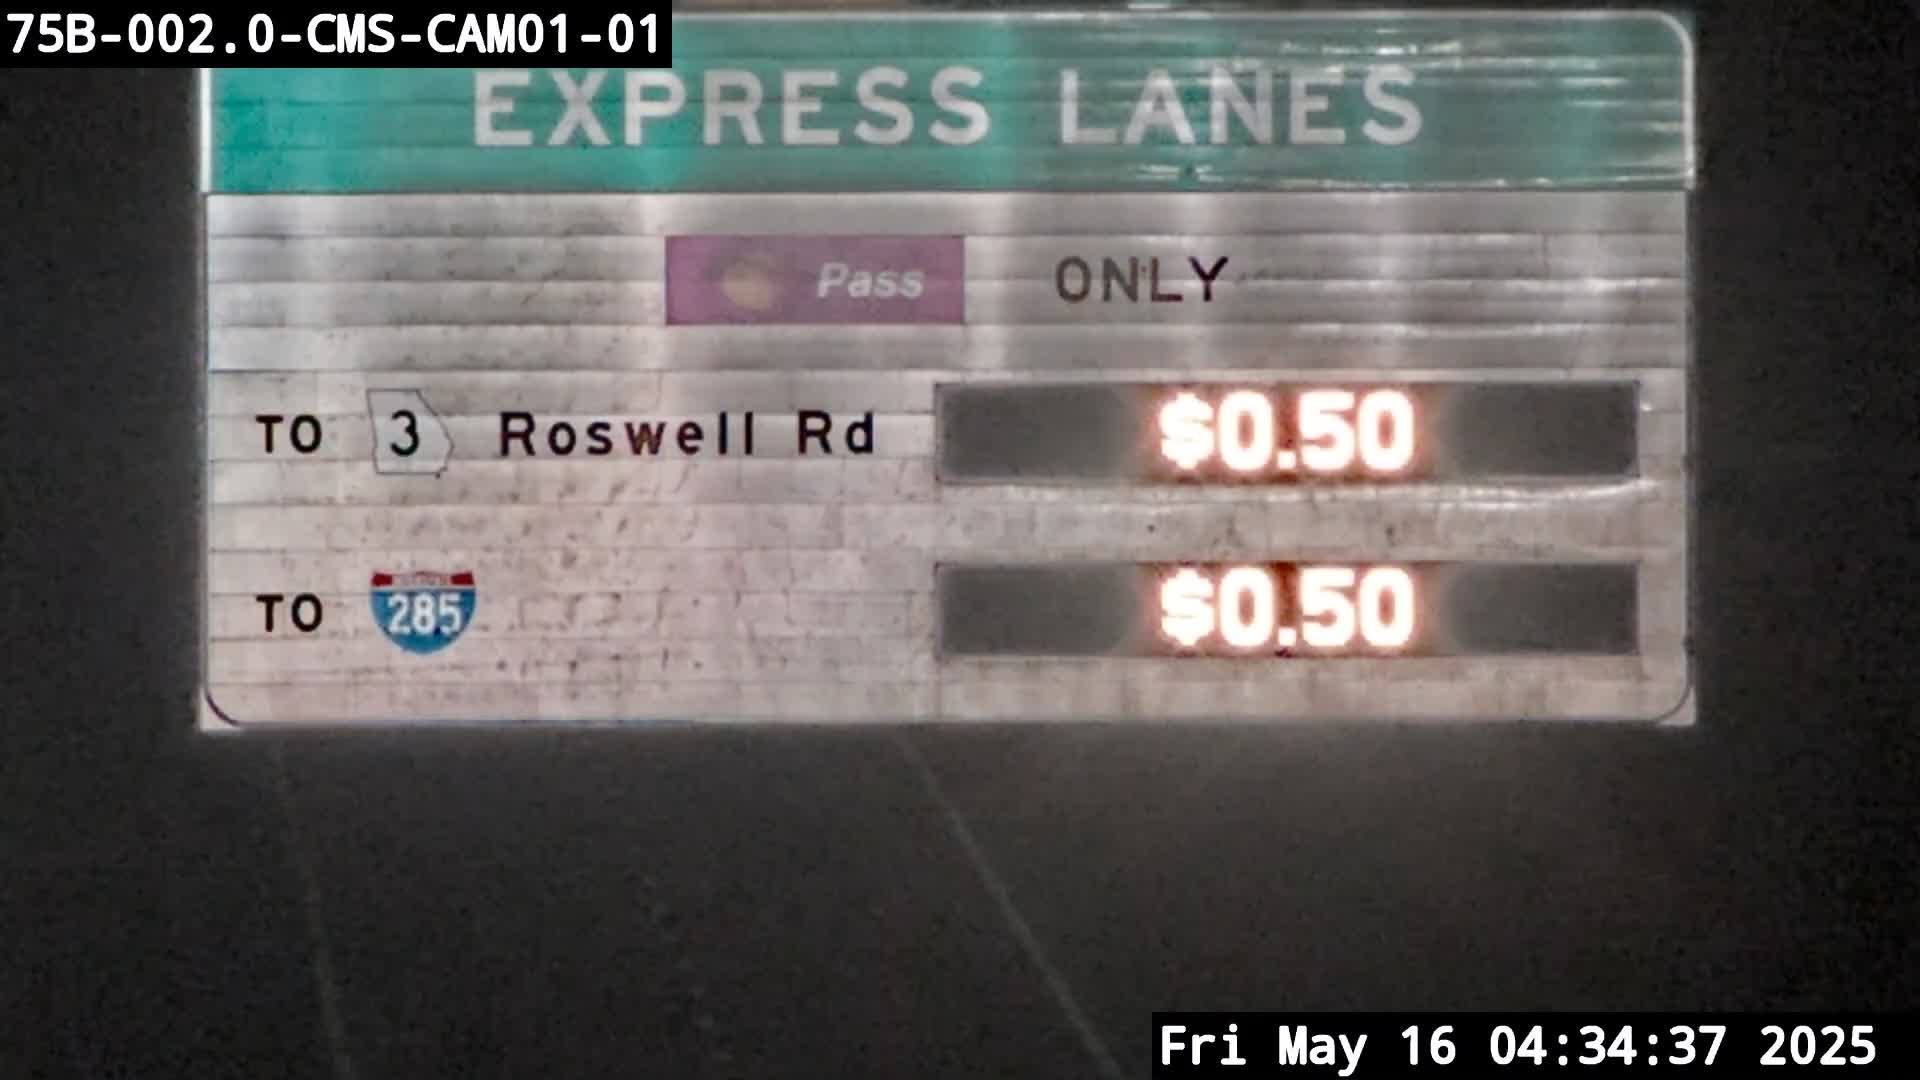 75B-002.0-CMS-CAM01-01
EXPRESS LANES
Pass ONLY
TO 3 Roswell Rd $0.50
TO 285 $0.50
Fri May 16 04:34:37 2025